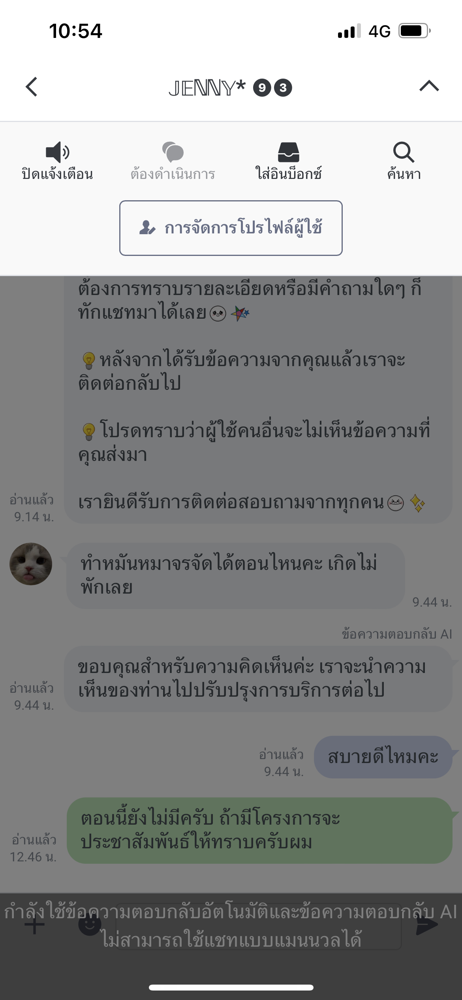 10:54
4G
𝕁𝔼ℕℕ𝕐* ❾❸
ปิดแจ้งเตือน
ต้องดำเนินการ
ใส่อินบ็อกซ์
ค้นหา
การจัดการโปรไฟล์ผู้ใช้
ต้องการทราบรายละเอียดหรือมีคำถามใดๆ ก็
ทักแชทมาได้เลย
หลังจากได้รับข้อความจากคุณแล้วเราจะ
ติดต่อกลับไป
โปรดทราบว่าผู้ใช้คนอื่นจะไม่เห็นข้อความที่
คุณส่งมา
เรายินดีรับการติดต่อสอบถามจากทุกคน
อ่านแล้ว
9.14 น.
ทำหมันหมาจรจัดได้ตอนไหนคะ เกิดไม่
พักเลย
9.44 น.
ข้อความตอบกลับ AI
ขอบคุณสำหรับความคิดเห็นค่ะ เราจะนำความ
เห็นของท่านไปปรับปรุงการบริการต่อไป
อ่านแล้ว
9.44 น.
สบายดีไหมคะ
อ่านแล้ว
9.44 น.
ตอนนี้ยังไม่มีครับ ถ้ามีโครงการจะ
ประชาสัมพันธ์ให้ทราบครับผม
อ่านแล้ว
12.46 น.
กำลังใช้ข้อความตอบกลับอัตโนมัติและข้อความตอบกลับ AI
ไม่สามารถใช้แชทแบบแมนนวลได้